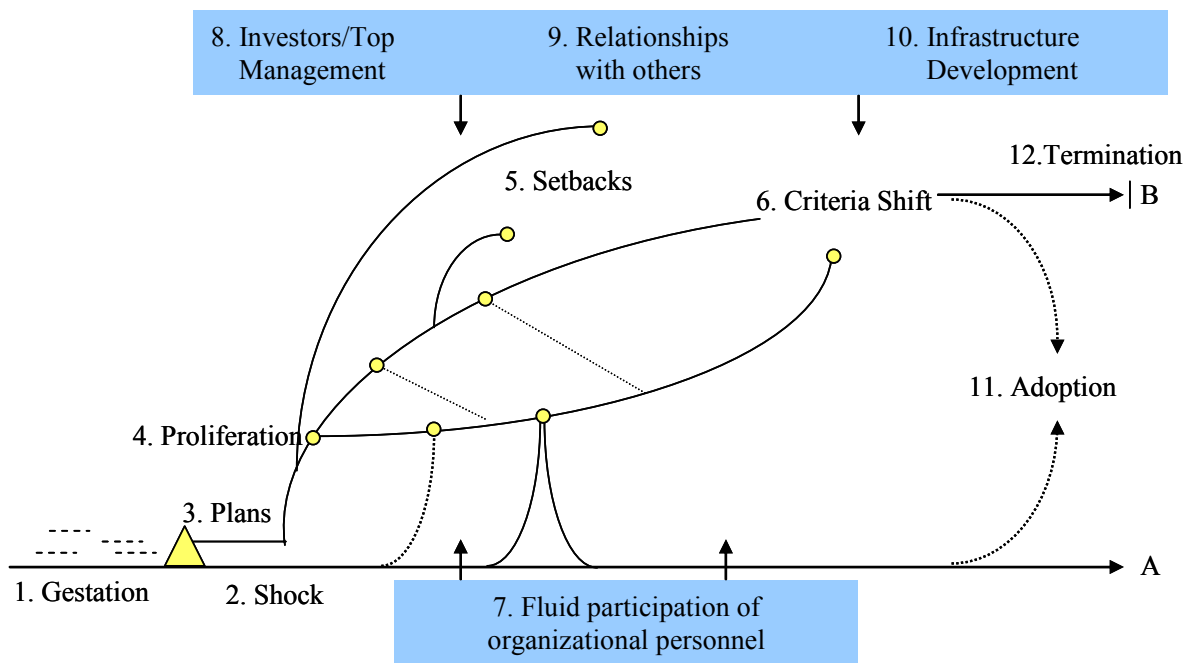 8. Investors/Top
Management
9. Relationships
with others
10. Infrastructure
Development
12.Termination
B
5. Setbacks
6. Criteria Shift
11. Adoption
4. Proliferation
3. Plans
A
1. Gestation
2. Shock
7. Fluid participation of
organizational personnel